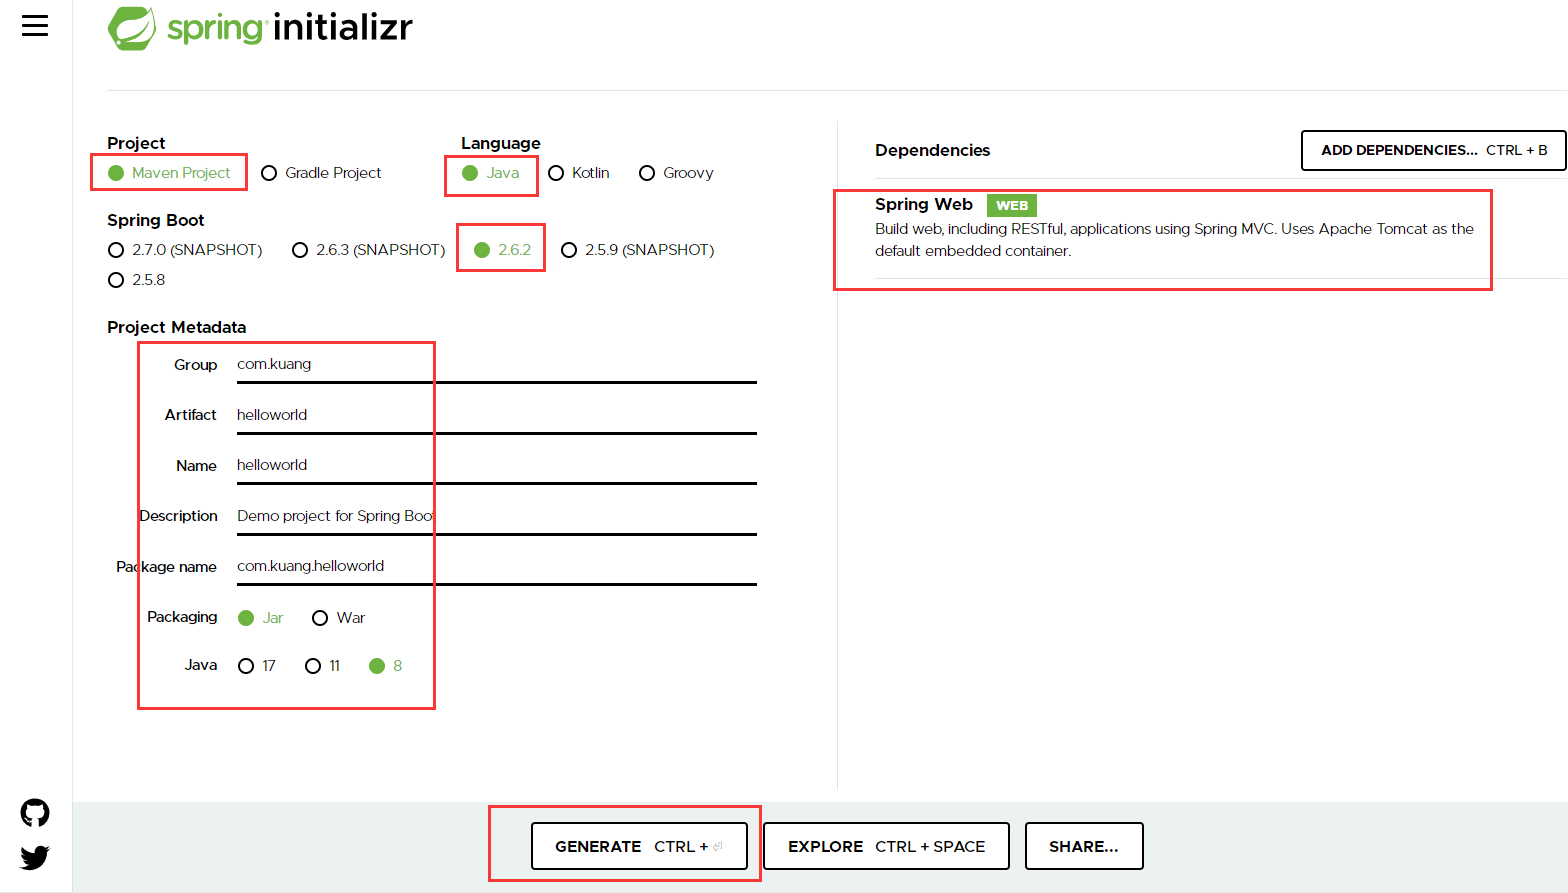 spring initializr
Project
Maven Project Gradle Project
Language
Java Kotlin Groovy
Spring Boot
2.7.0 (SNAPSHOT) 2.6.3 (SNAPSHOT) 2.6.2 2.5.9 (SNAPSHOT)
2.5.8
Project Metadata
Group com.kuang
Artifact helloworld
Name helloworld
Description Demo project for Spring Boot
Package name com.kuang.helloworld
Packaging Jar War
Java 17 11 8
Dependencies ADD DEPENDENCIES... CTRL + B
Spring Web WEB
Build web, including RESTful, applications using Spring MVC. Uses Apache Tomcat as the
default embedded container.
GENERATE CTRL + ⏎ EXPLORE CTRL + SPACE SHARE...